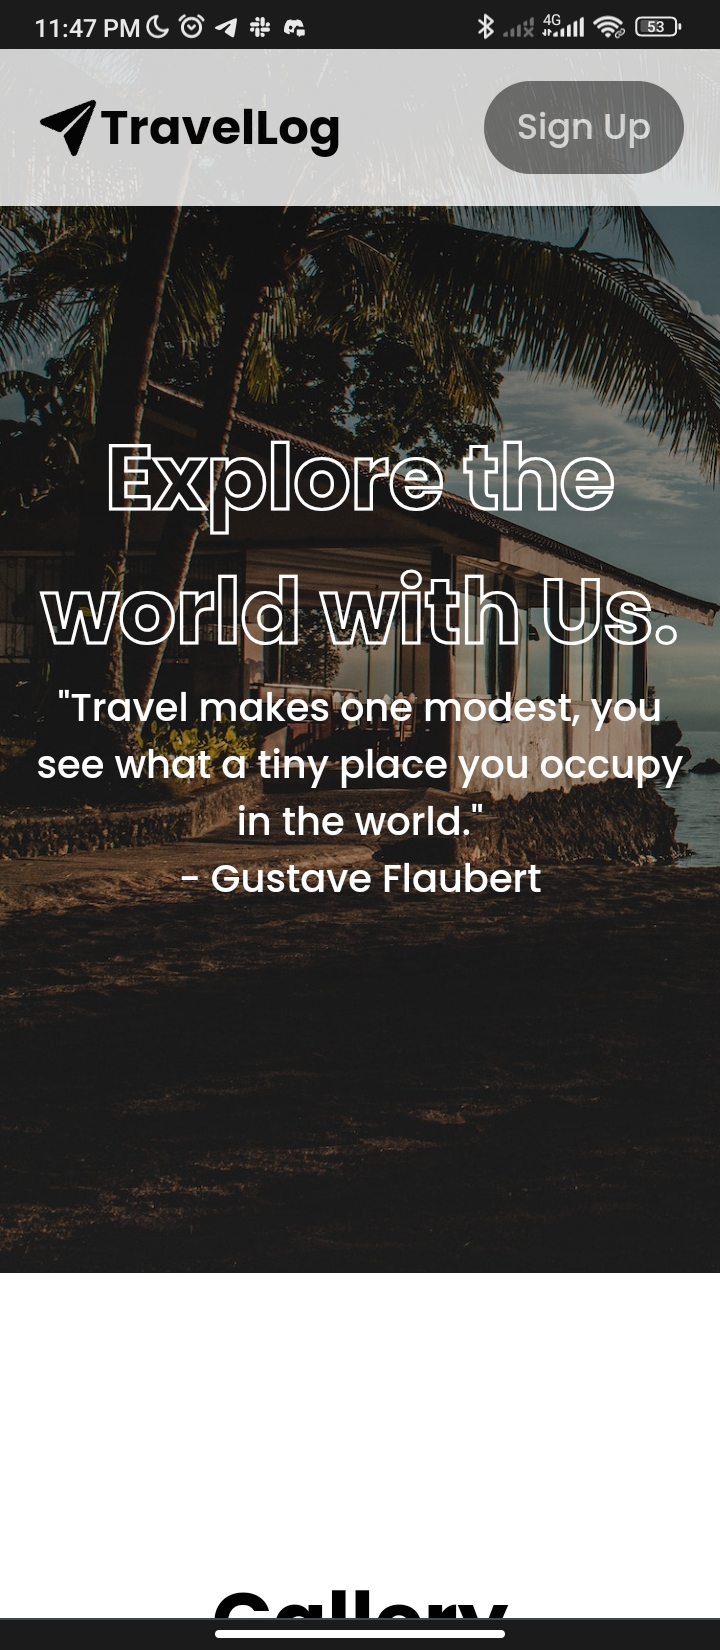 11:47 PM
4G
53
TravelLog
Sign Up
Explore the
world with Us.
"Travel makes one modest, you
see what a tiny place you occupy
in the world."
- Gustave Flaubert
Gallery